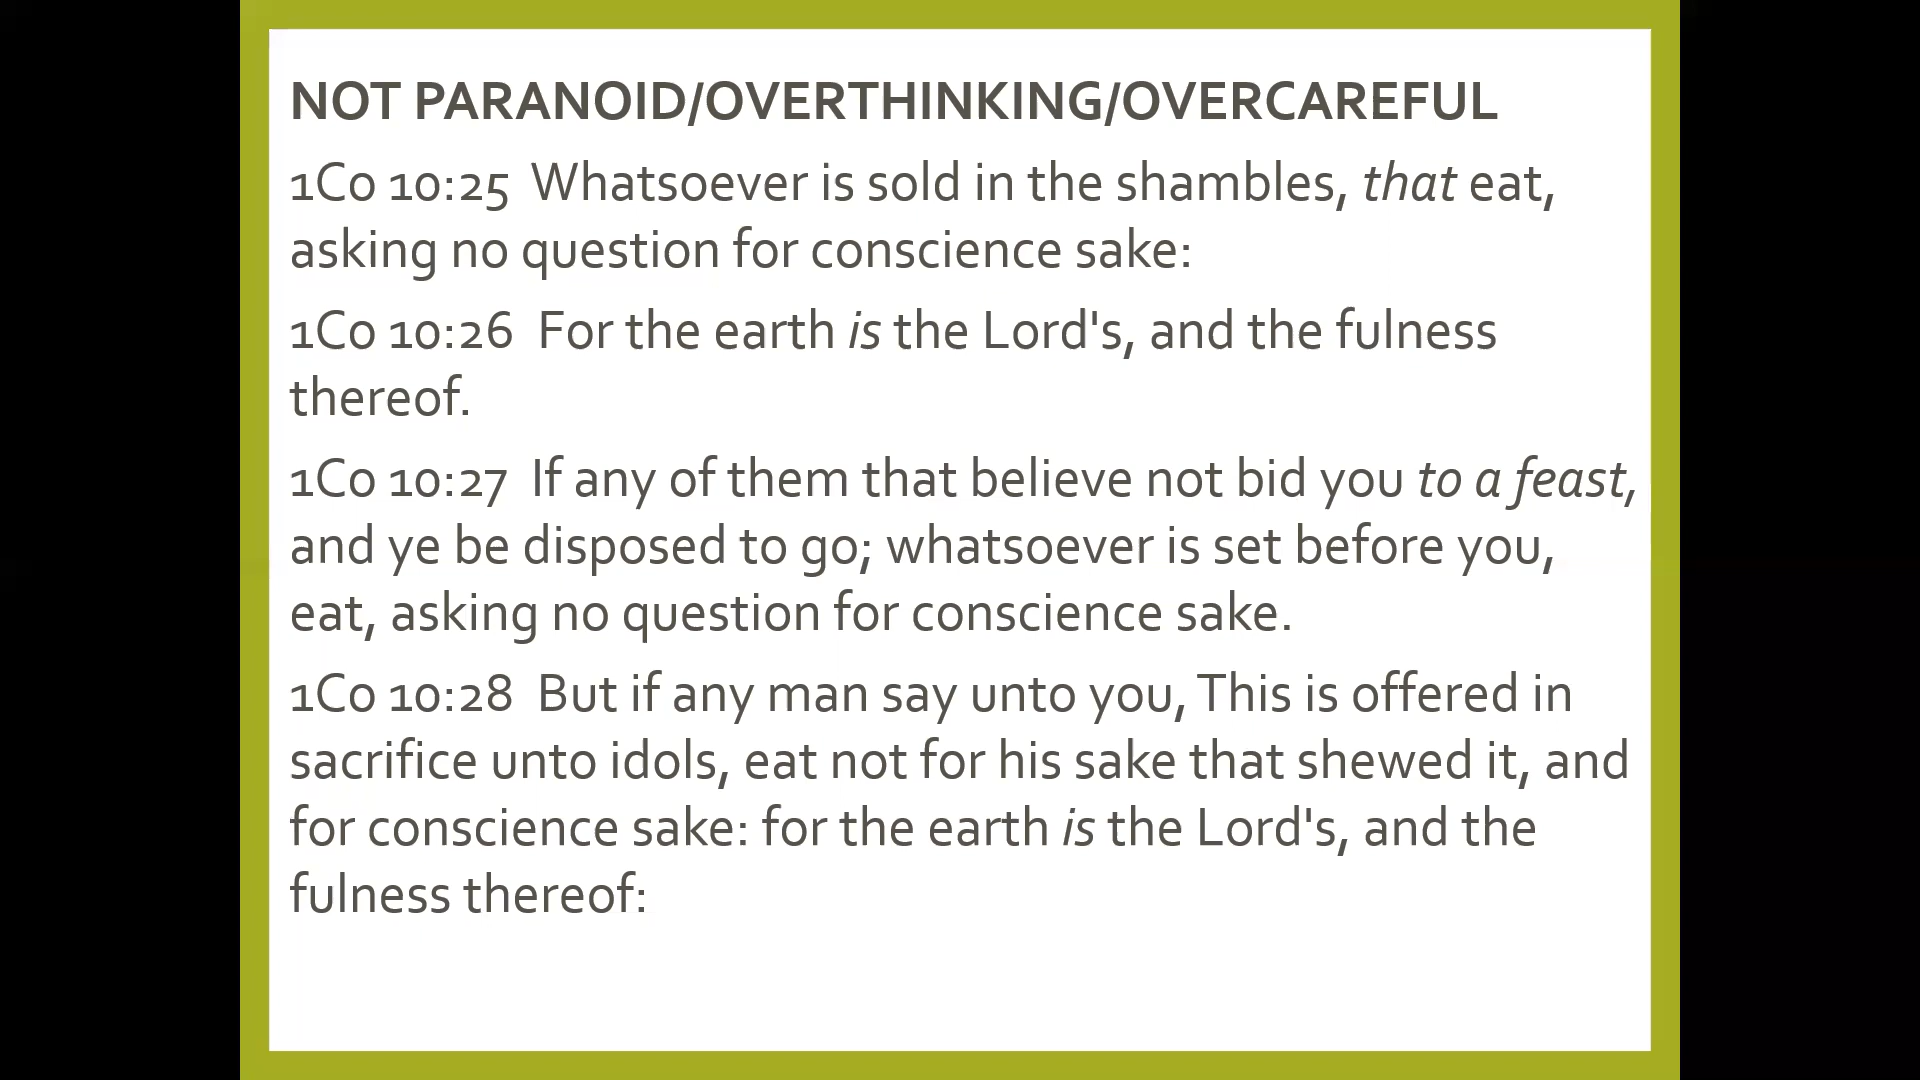 NOT PARANOID/OVERTHINKING/OVERCAREFUL
1Co 10:25  Whatsoever is sold in the shambles, that eat,
asking no question for conscience sake:
1Co 10:26  For the earth is the Lord's, and the fulness
thereof.
1Co 10:27  If any of them that believe not bid you to a feast,
and ye be disposed to go; whatsoever is set before you,
eat, asking no question for conscience sake.
1Co 10:28  But if any man say unto you, This is offered in
sacrifice unto idols, eat not for his sake that shewed it, and
for conscience sake: for the earth is the Lord's, and the
fulness thereof: